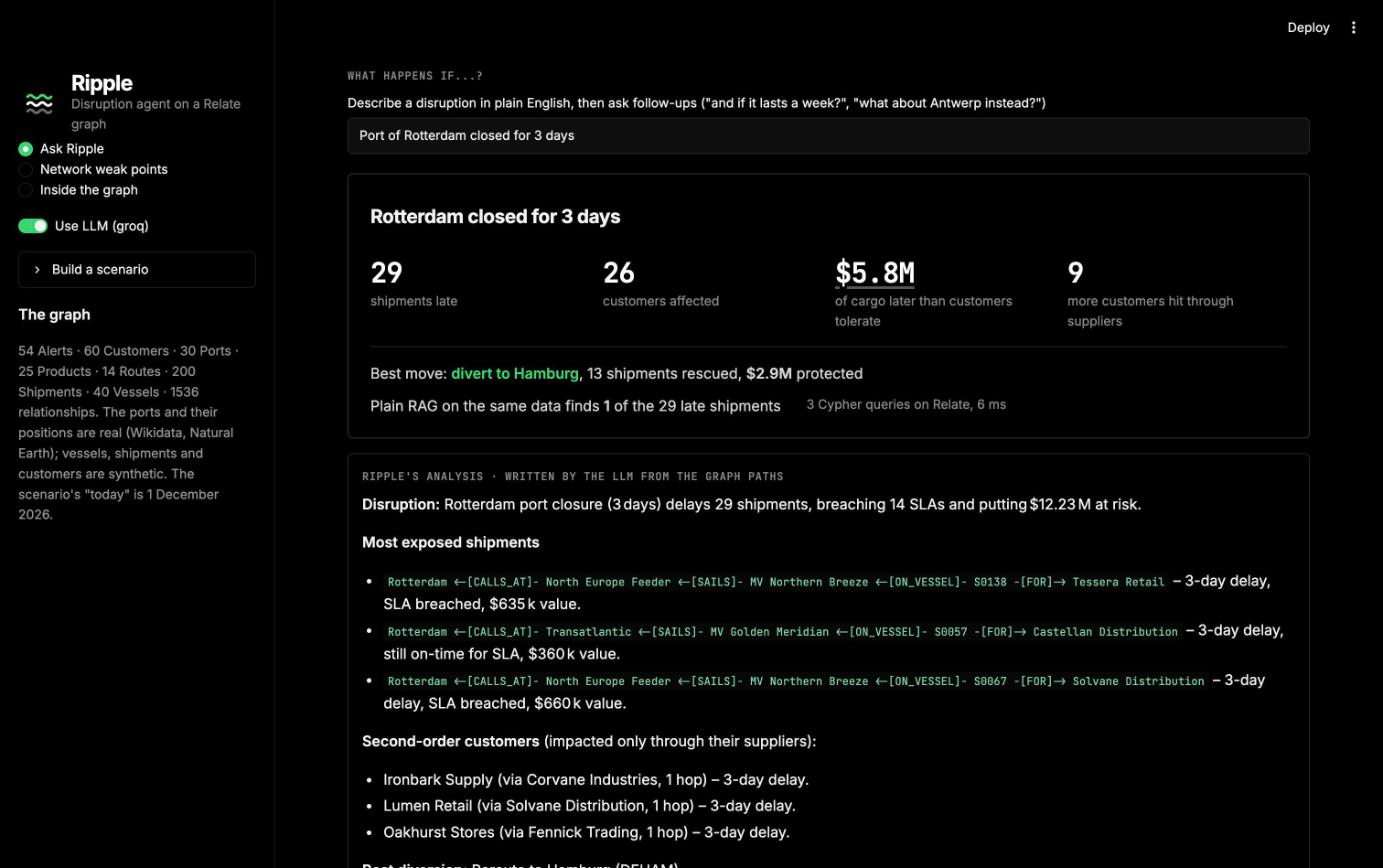 Deploy
Ripple
Disruption agent on a Relate
graph
Ask Ripple
Network weak points
Inside the graph
Use LLM (groq)
Build a scenario
The graph
54 Alerts · 60 Customers · 30 Ports ·
25 Products · 14 Routes · 200
Shipments · 40 Vessels · 1536
relationships. The ports and their
positions are real (Wikidata, Natural
Earth); vessels, shipments and
customers are synthetic. The
scenario's "today" is 1 December
2026.
WHAT HAPPENS IF...?
Describe a disruption in plain English, then ask follow-ups ("and if it lasts a week?", "what about Antwerp instead?")
Port of Rotterdam closed for 3 days
Rotterdam closed for 3 days
29
shipments late
26
customers affected
$5.8M
of cargo later than customers
tolerate
9
more customers hit through
suppliers
Best move: divert to Hamburg, 13 shipments rescued, $2.9M protected
Plain RAG on the same data finds 1 of the 29 late shipments 3 Cypher queries on Relate, 6 ms
RIPPLE'S ANALYSIS · WRITTEN BY THE LLM FROM THE GRAPH PATHS
Disruption: Rotterdam port closure (3 days) delays 29 shipments, breaching 14 SLAs and putting $12.23 M at risk.
Most exposed shipments
• Rotterdam <-[CALLS_AT]- North Europe Feeder <-[SAILS]- MV Northern Breeze <-[ON_VESSEL]- S0138 -[FOR]-> Tessera Retail – 3-day delay,
SLA breached, $635 k value.
• Rotterdam <-[CALLS_AT]- Transatlantic <-[SAILS]- MV Golden Meridian <-[ON_VESSEL]- S0057 -[FOR]-> Castellan Distribution – 3-day delay,
still on-time for SLA, $360 k value.
• Rotterdam <-[CALLS_AT]- North Europe Feeder <-[SAILS]- MV Northern Breeze <-[ON_VESSEL]- S0067 -[FOR]-> Solvane Distribution – 3-day
delay, SLA breached, $660 k value.
Second-order customers (impacted only through their suppliers):
• Ironbark Supply (via Corvane Industries, 1 hop) – 3-day delay.
• Lumen Retail (via Solvane Distribution, 1 hop) – 3-day delay.
• Oakhurst Stores (via Fennick Trading, 1 hop) – 3-day delay.
Best diversion: Reroute to Hamburg (DEHAM)